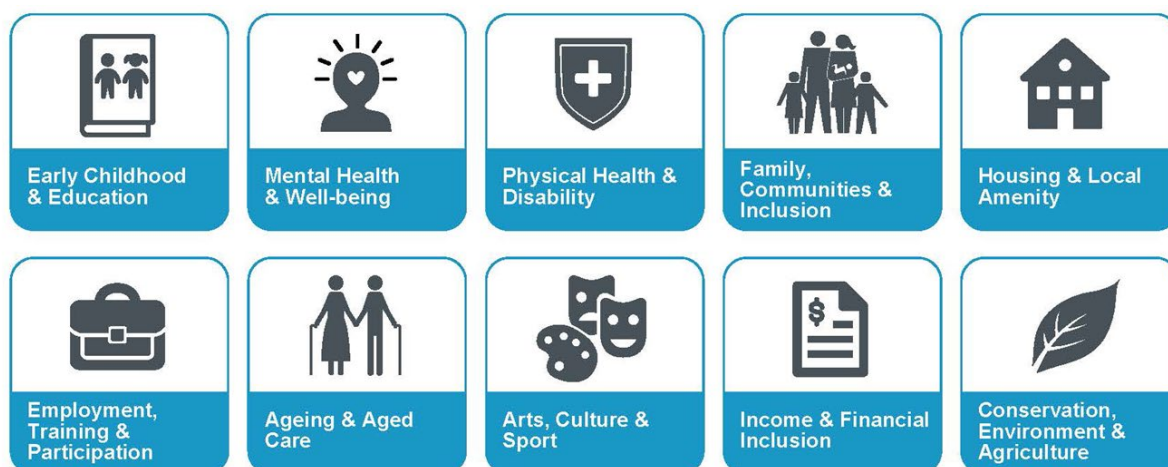 Early Childhood
& Education
Mental Health
& Well-being
Physical Health &
Disability
Family,
Communities &
Inclusion
Housing & Local
Amenity
$
Employment,
Training &
Participation
Ageing & Aged
Care
Arts, Culture &
Sport
Income & Financial
Inclusion
Conservation,
Environment &
Agriculture